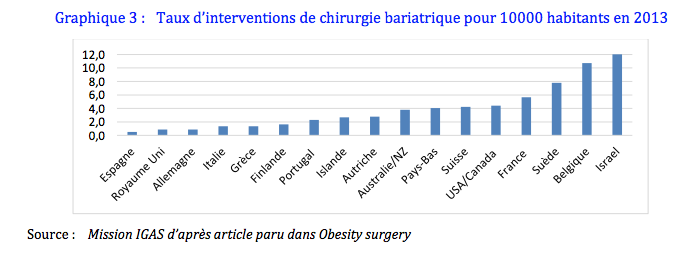 Graphique 3 : Taux d'interventions de chirurgie bariatrique pour 10000 habitants en 2013
12,0
10,0
8,0
6,0
4,0
2,0
0,0
Espagne
Royaume Uni
Allemagne
Italie
Grèce
Finlande
Portugal
Islande
Autriche
Australie/NZ
Pays-Bas
Suisse
USA/Canada
France
Suède
Belgique
Israel
Source : Mission IGAS d'après article paru dans Obesity surgery